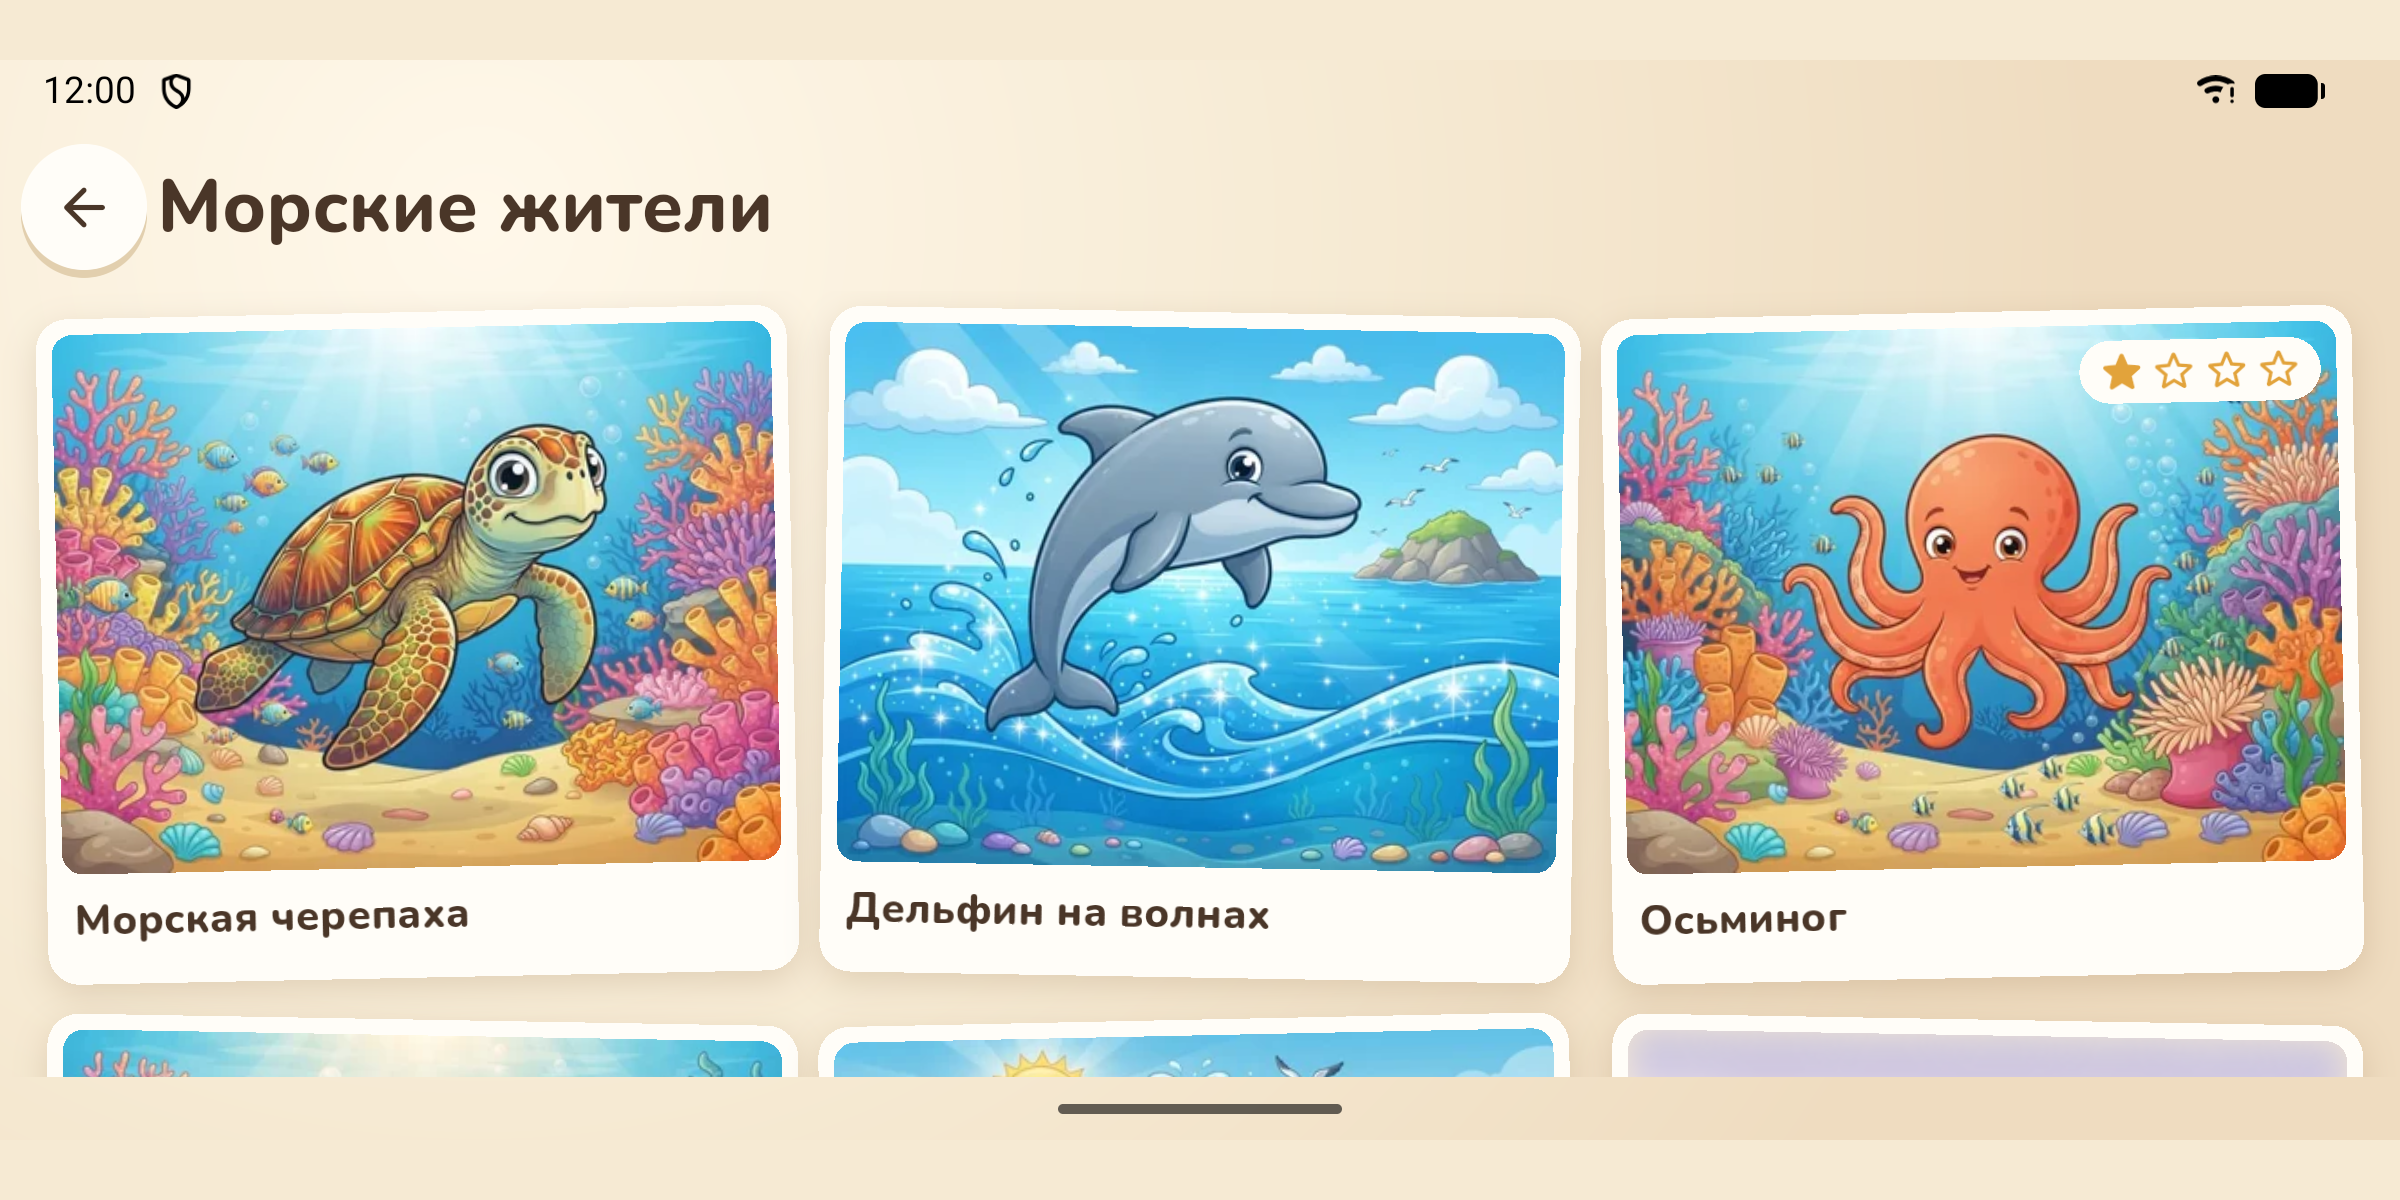 12:00
Морские жители
Морская черепаха
Дельфин на волнах
Осьминог